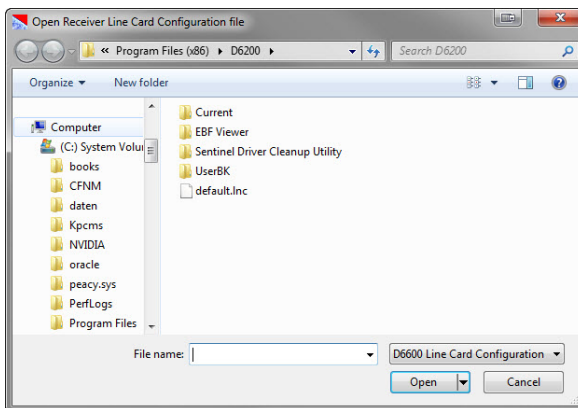 Open Receiver Line Card Configuration file
« Program Files (x86) D6200
Search D6200
Organize New folder
Computer
(C:) System Volu
books
CFNM
daten
Kpcms
NVIDIA
oracle
peacy.sys
PerfLogs
Program Files
Current
EBF Viewer
Sentinel Driver Cleanup Utility
UserBK
default.lnc
File name:
D6600 Line Card Configuration
Open Cancel